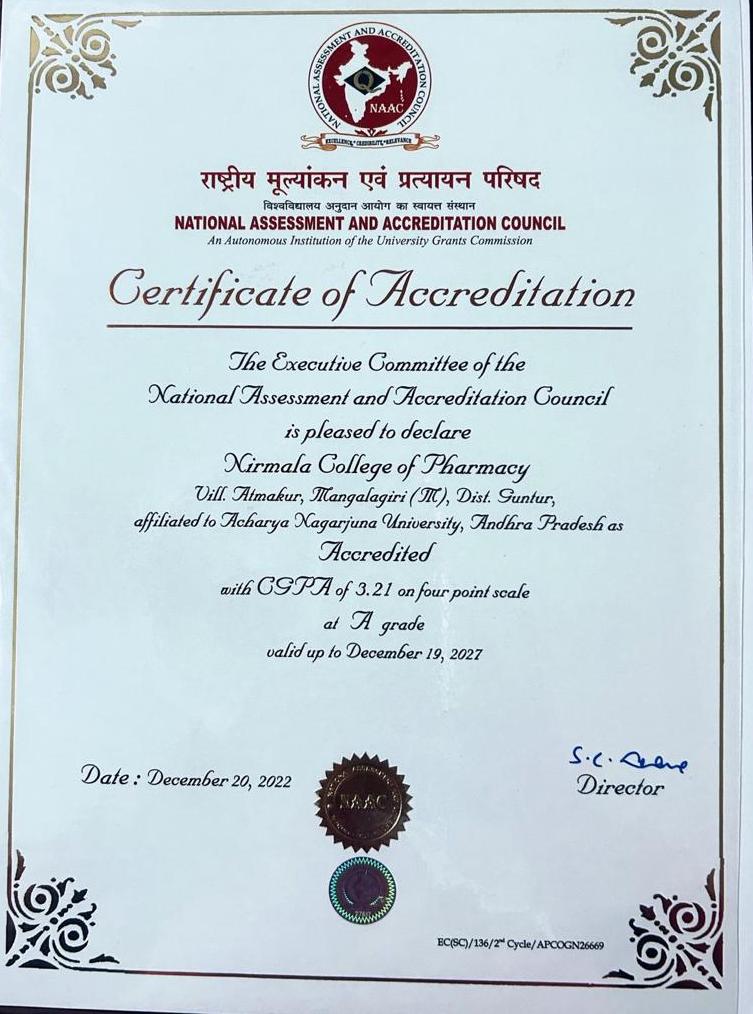 NATIONAL ASSESSMENT AND ACCREDITATION COUNCIL
Q
NAAC
EXCELLENCE * CREDIBILITY * RELEVANCE
राष्ट्रीय मूल्यांकन एवं प्रत्यायन परिषद
विश्वविद्यालय अनुदान आयोग का स्वायत्त संस्थान
NATIONAL ASSESSMENT AND ACCREDITATION COUNCIL
An Autonomous Institution of the University Grants Commission
Certificate of Accreditation
The Executive Committee of the
National Assessment and Accreditation Council
is pleased to declare
Nirmala College of Pharmacy
Vill. Atmakur, Mangalagiri (M), Dist. Guntur,
affiliated to Acharya Nagarjuna University, Andhra Pradesh as
Accredited
with CGPA of 3.21 on four point scale
at A grade
valid up to December 19, 2027
S.C.
Date : December 20, 2022
Director
NAAC
EC(SC)/136/2nd Cycle/APCOGN26669